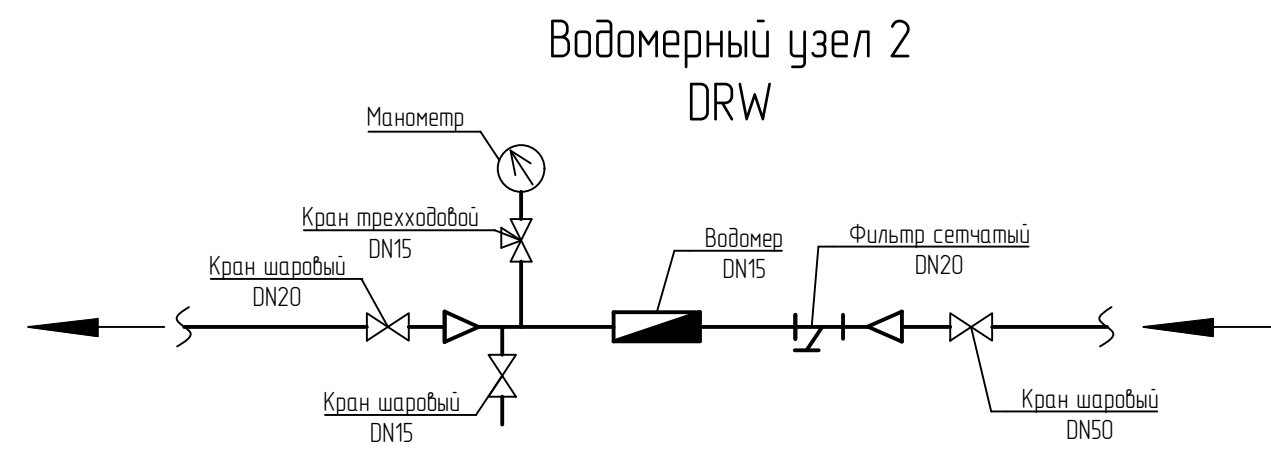 Водомерный узел 2
DRW
Манометр
Кран трехходовой
DN15
Водомер
DN15
Фильтр сетчатый
DN20
Кран шаровый
DN20
Кран шаровый
DN15
Кран шаровый
DN50